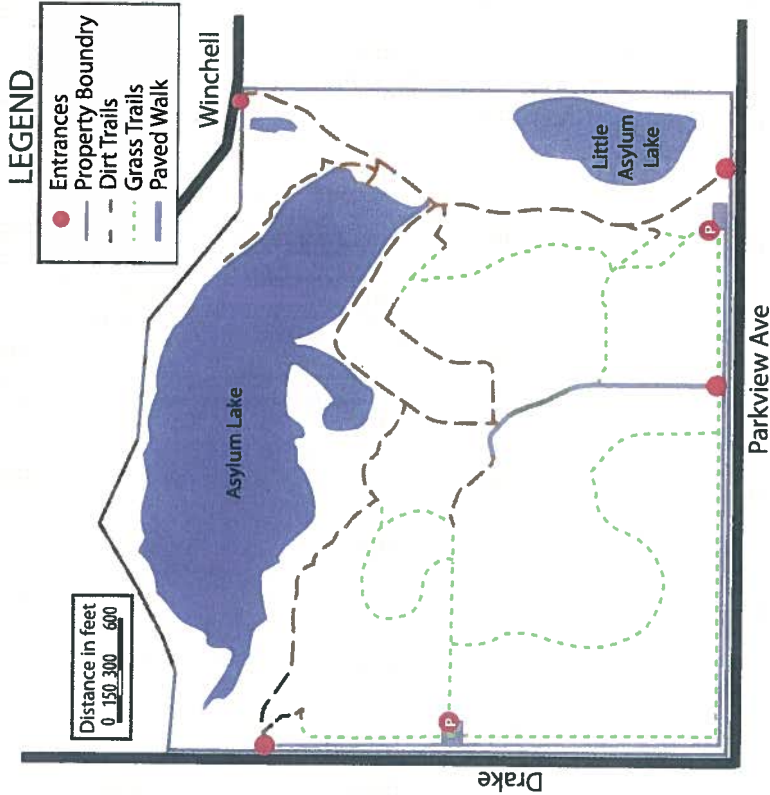 LEGEND
Entrances
Property Boundry
Dirt Trails
Grass Trails
Paved Walk
Winchell
Distance in feet
0 150 300 600
Asylum Lake
Little
Asylum
Lake
P
P
Drake
Parkview Ave